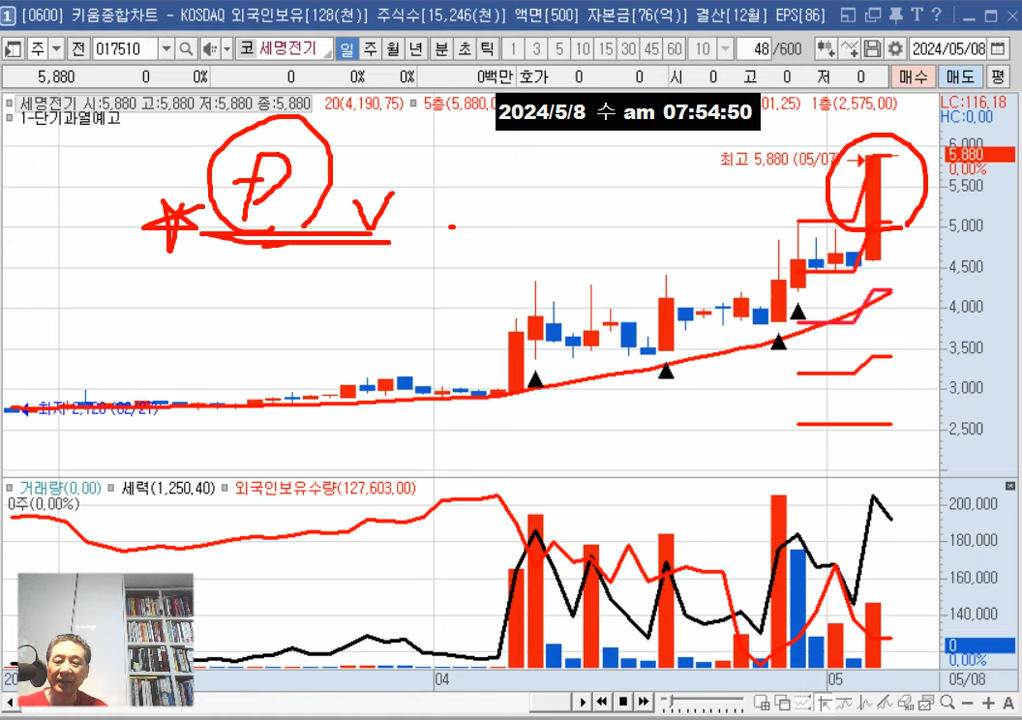 1 [0600] 키움종합차트 - KOSDAQ 외국인보유[128(천)] 주식수[15,246(천)] 액면[500] 자본금[76(억)] 결산[12월] EPS[86] T ?
주 전 017510 코 세명전기 일 주 월 년 분 초 틱 1 3 5 10 15 30 45 60 10 48 /600 2024/05/08
5,880 0 0% 0 0% 0% 0백만 호가 0 0 시 0 고 0 저 0 매수 매도 평
세명전기 시:5,880 고:5,880 저:5,880 종:5,880 20(4,190,75) 5층(5,880,0 01,25) 1층(2,575,00) LC:116,18
1-단기과열예고 HC:0,00
2024/5/8 수 am 07:54:50
6,000
최고 5,880 (05/07 5,880
0,00%
5,500
5,000
4,500
4,000
3,500
3,000
최저 2,120 (02/21)
2,500
거래량(0,00) 세력(1,250,40) 외국인보유수량(127,603,00)
0주(0,00%) 200,000
180,000
160,000
140,000
0
0,00%
20 04 05 05/08
A